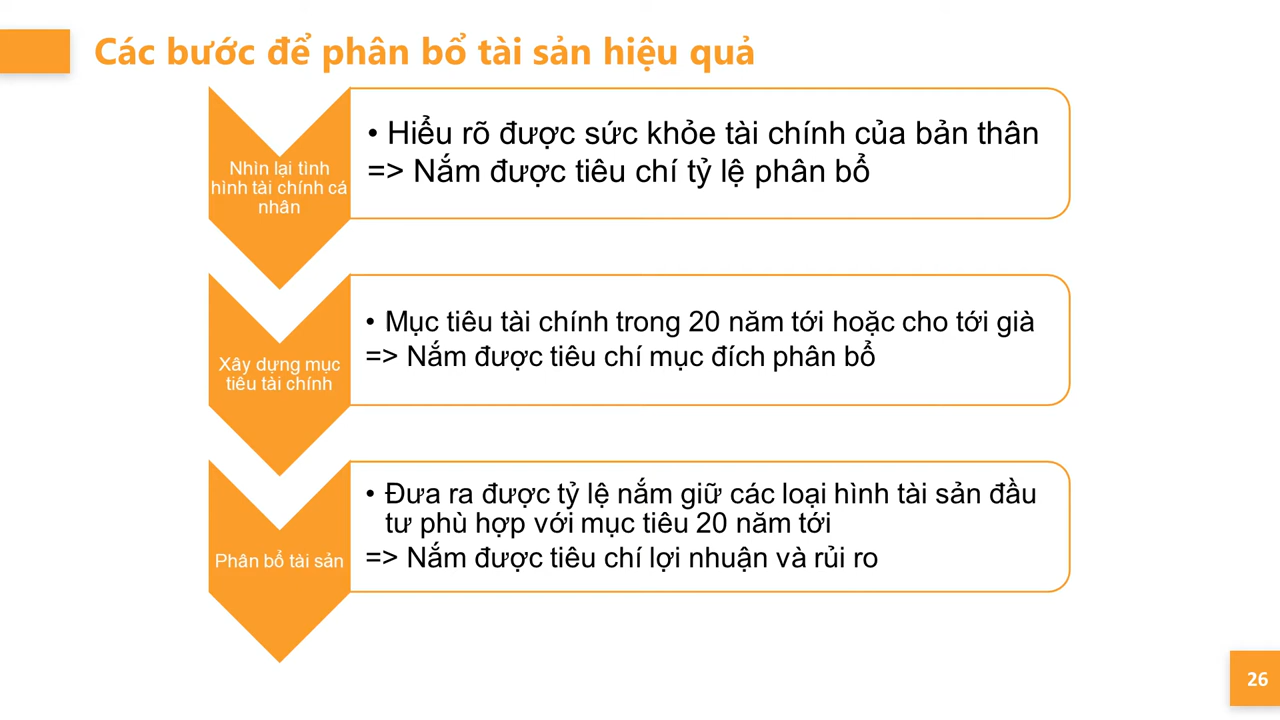 Các bước để phân bổ tài sản hiệu quả
Nhìn lại tình
hình tài chính cá
nhân
• Hiểu rõ được sức khỏe tài chính của bản thân
=> Nắm được tiêu chí tỷ lệ phân bổ
Xây dựng mục
tiêu tài chính
• Mục tiêu tài chính trong 20 năm tới hoặc cho tới già
=> Nắm được tiêu chí mục đích phân bổ
Phân bổ tài sản
• Đưa ra được tỷ lệ nắm giữ các loại hình tài sản đầu
tư phù hợp với mục tiêu 20 năm tới
=> Nắm được tiêu chí lợi nhuận và rủi ro
26